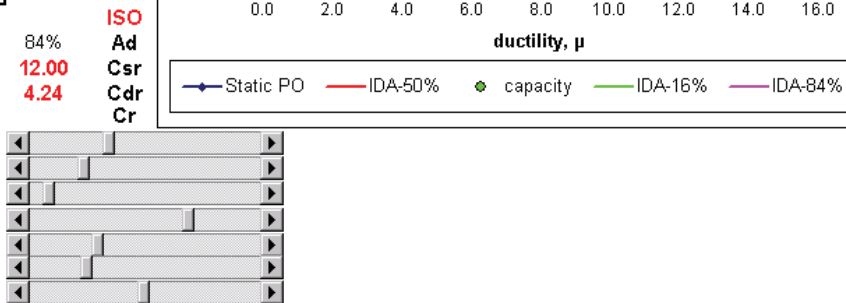 0.0 2.0 4.0 6.0 8.0 10.0 12.0 14.0 16.0
ductility, μ
ISO
84% Ad
12.00 Csr
4.24 Cdr
Cr
Static PO IDA-50% capacity IDA-16% IDA-84%